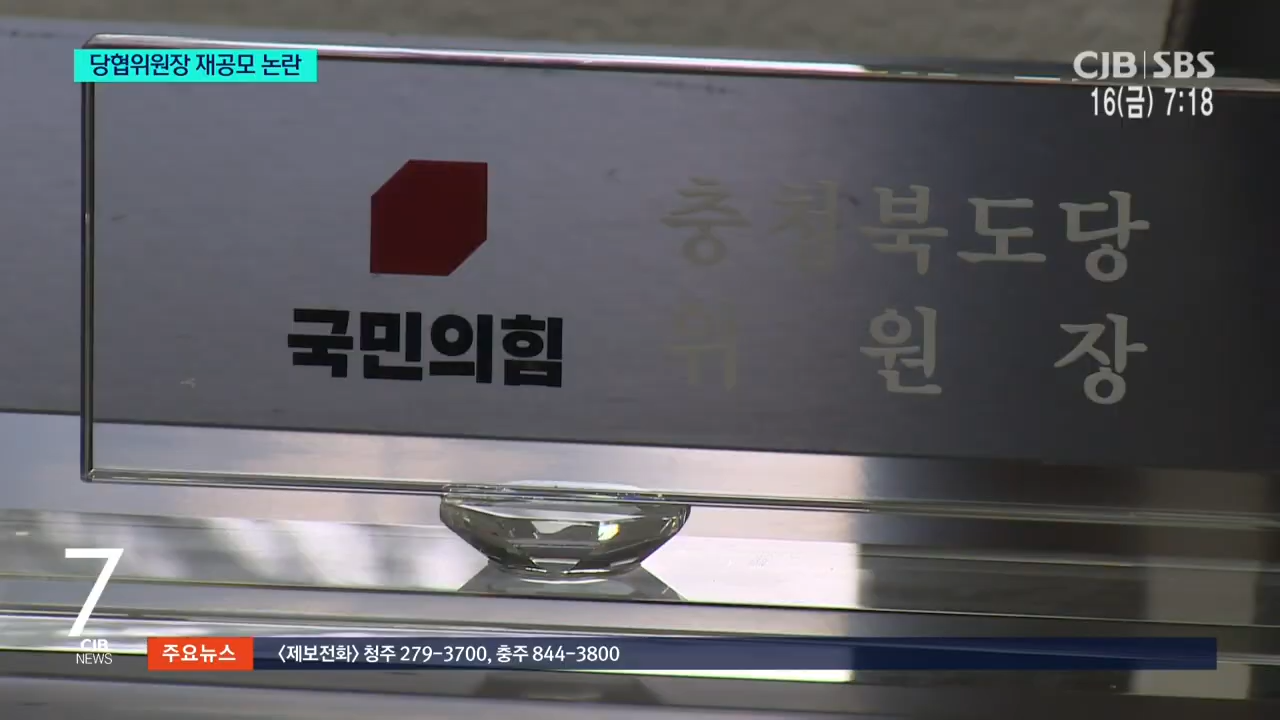 당협위원장 재공모 논란
CJB SBS
16(금) 7:18
충청북도당
국민의힘
위 원 장
7
CJB
NEWS
주요뉴스
〈제보전화〉 청주 279-3700, 충주 844-3800